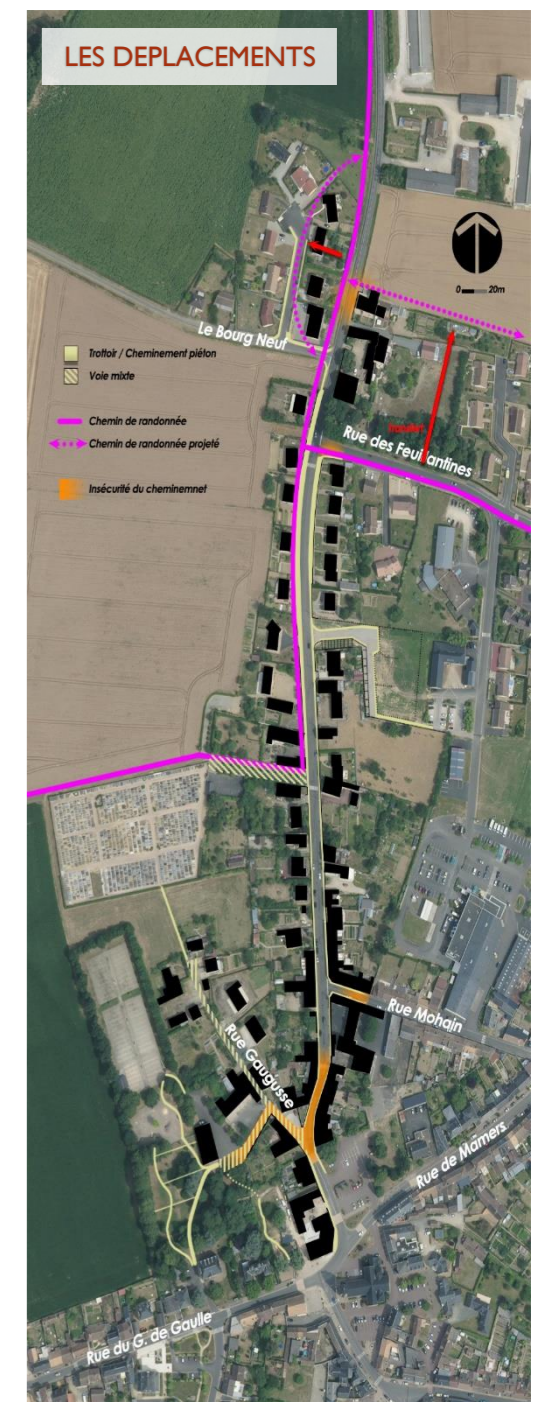 LES DEPLACEMENTS
0 20m
Le Bourg Neuf
Trottoir / Cheminement piéton
Voie mixte
Chemin de randonnée
Chemin de randonnée projeté
Insécurité du cheminemnet
Rue des Feuillantines
Rue Mohain
Rue Gaugusse
Rue de Mamers
Rue du G. de Gaulle